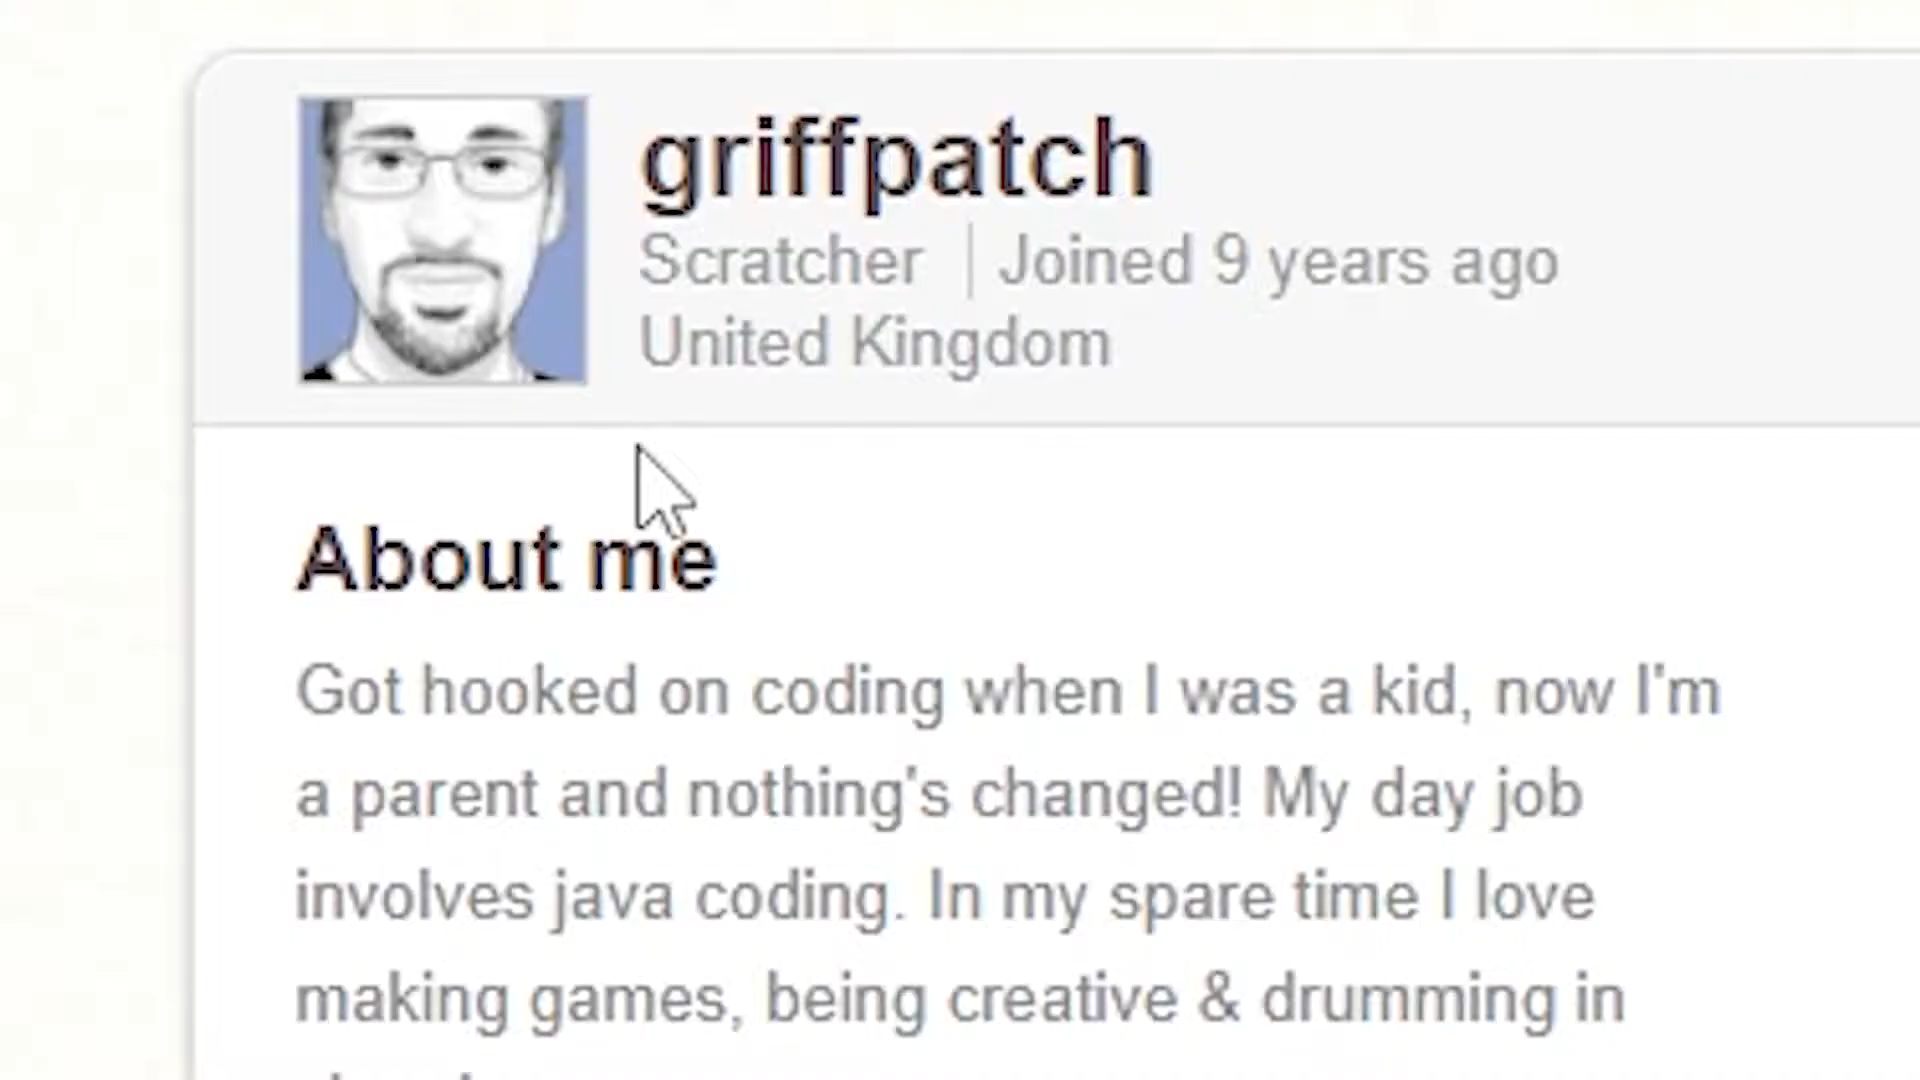 griffpatch
Scratcher | Joined 9 years ago
United Kingdom
About me
Got hooked on coding when I was a kid, now I'm
a parent and nothing's changed! My day job
involves java coding. In my spare time I love
making games, being creative & drumming in